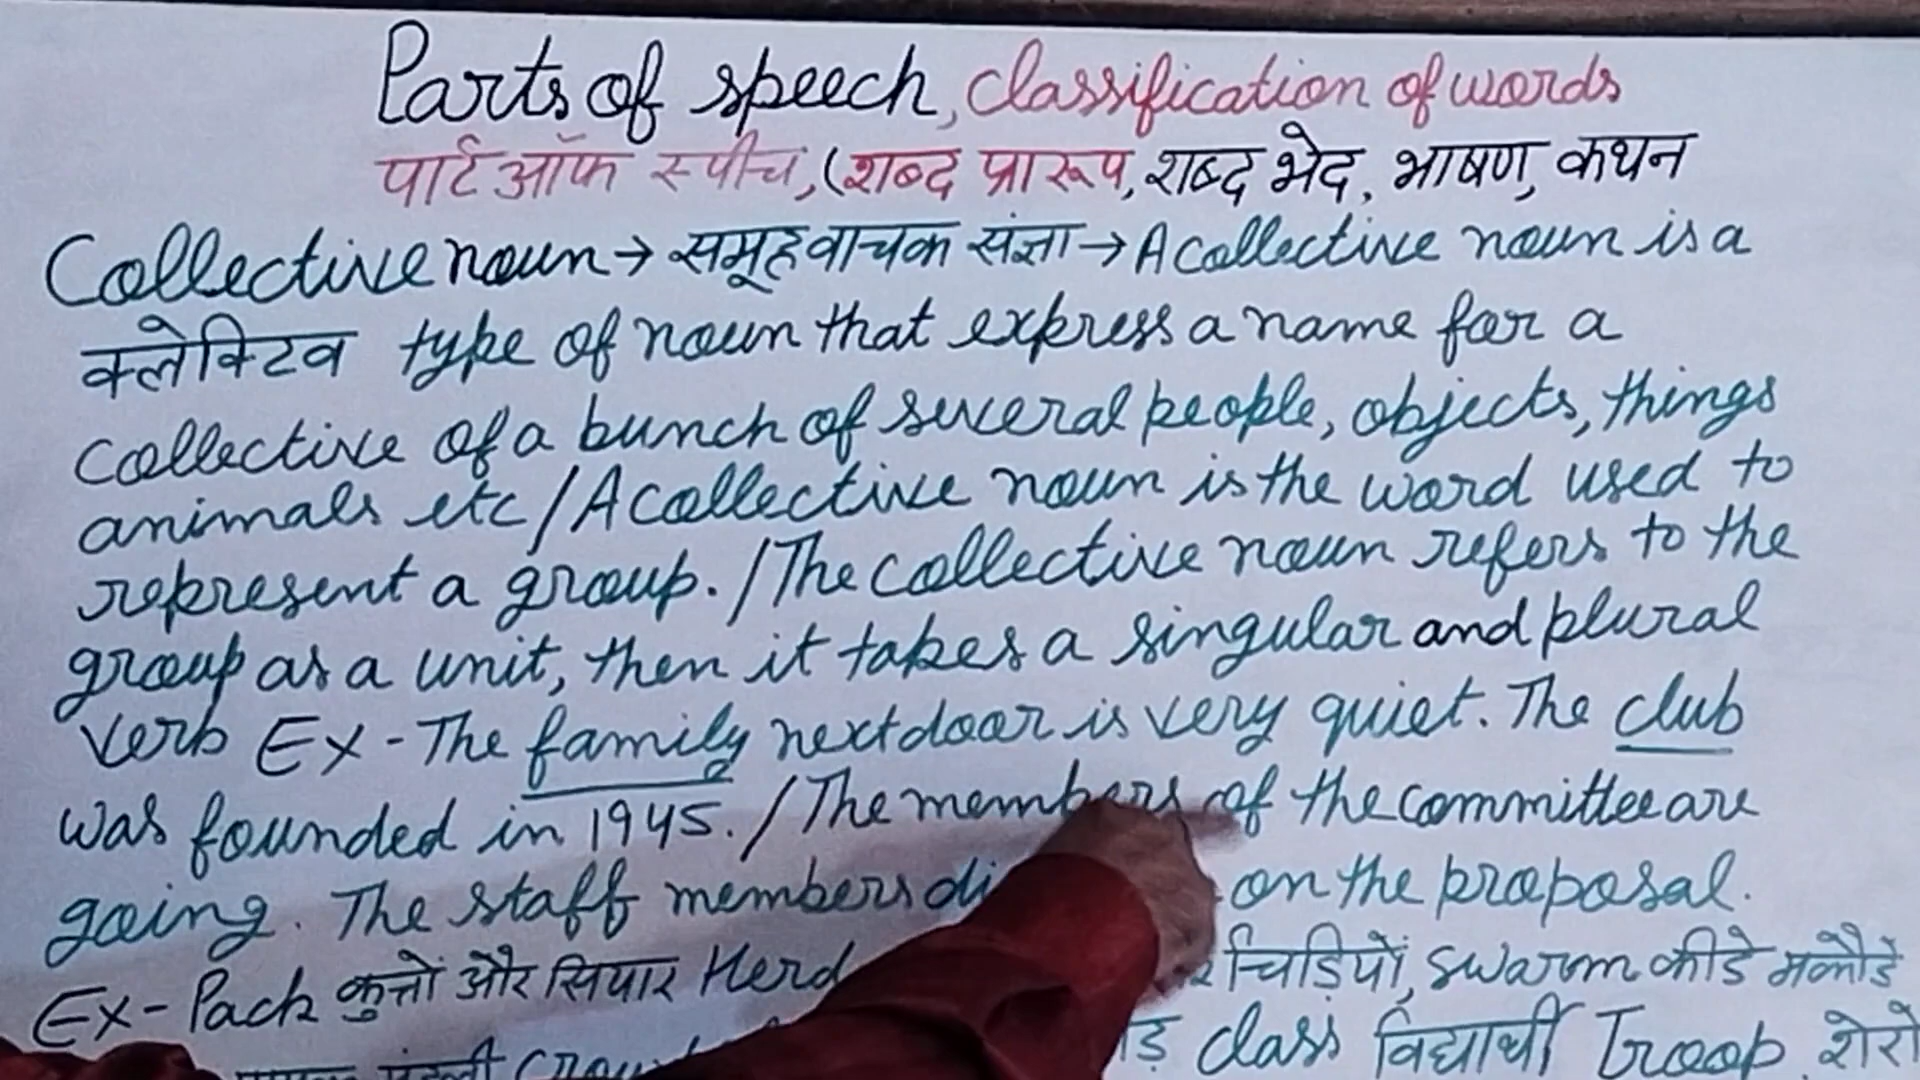 Parts of speech, classification of words
पार्ट ऑफ स्पीच, (शब्द प्रारूप, शब्द भेद, भाषण, कथन
Collective noun → समूहवाचक संज्ञा → A collective noun is a
क्लेक्टिव type of noun that express a name for a
collective of a bunch of several people, objects, things
animals etc / A collective noun is the word used to
represent a group. / The collective noun refers to the
group as a unit, then it takes a singular and plural
verb Ex - The family next door is very quiet. The club
was founded in 1945. / The members of the committee are
going. The staff members on the proposal.
Ex - Pack कुत्तों और सियार Herd चिड़ियों, swarm कीडे मकौडे
class विद्यार्थी Troop शेरो